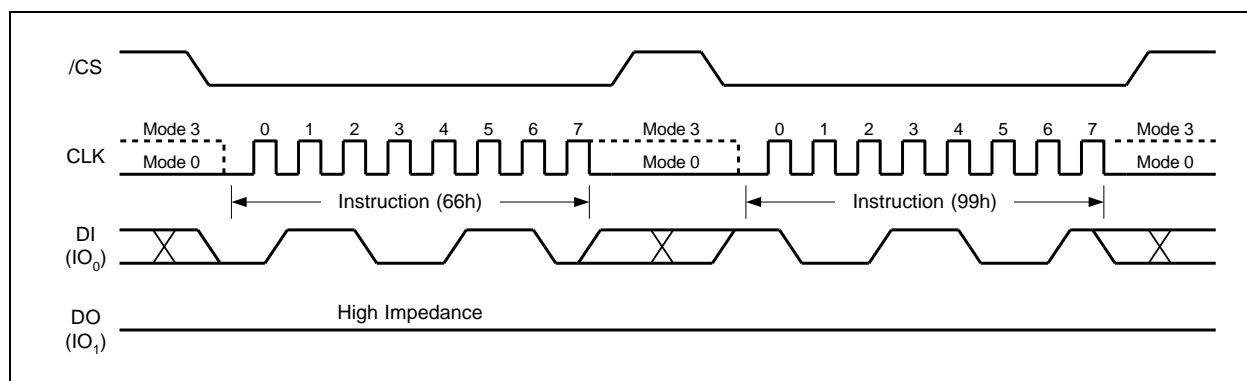 /CS
Mode 3 0 1 2 3 4 5 6 7 Mode 3 0 1 2 3 4 5 6 7 Mode 3
CLK
Mode 0 Mode 0 Mode 0
Instruction (66h) Instruction (99h)
DI
(IO₀)
High Impedance
DO
(IO₁)